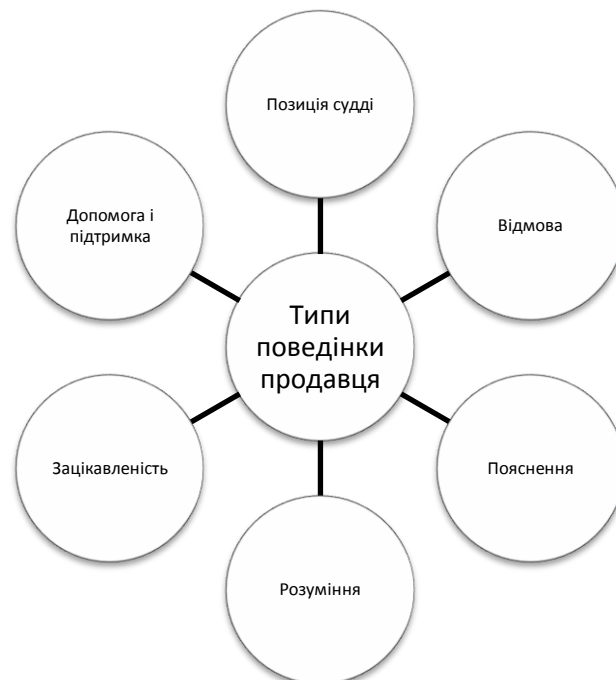 Позиція судді
Допомога і
підтримка
Відмова
Типи
поведінки
продавця
Зацікавленість
Пояснення
Розуміння